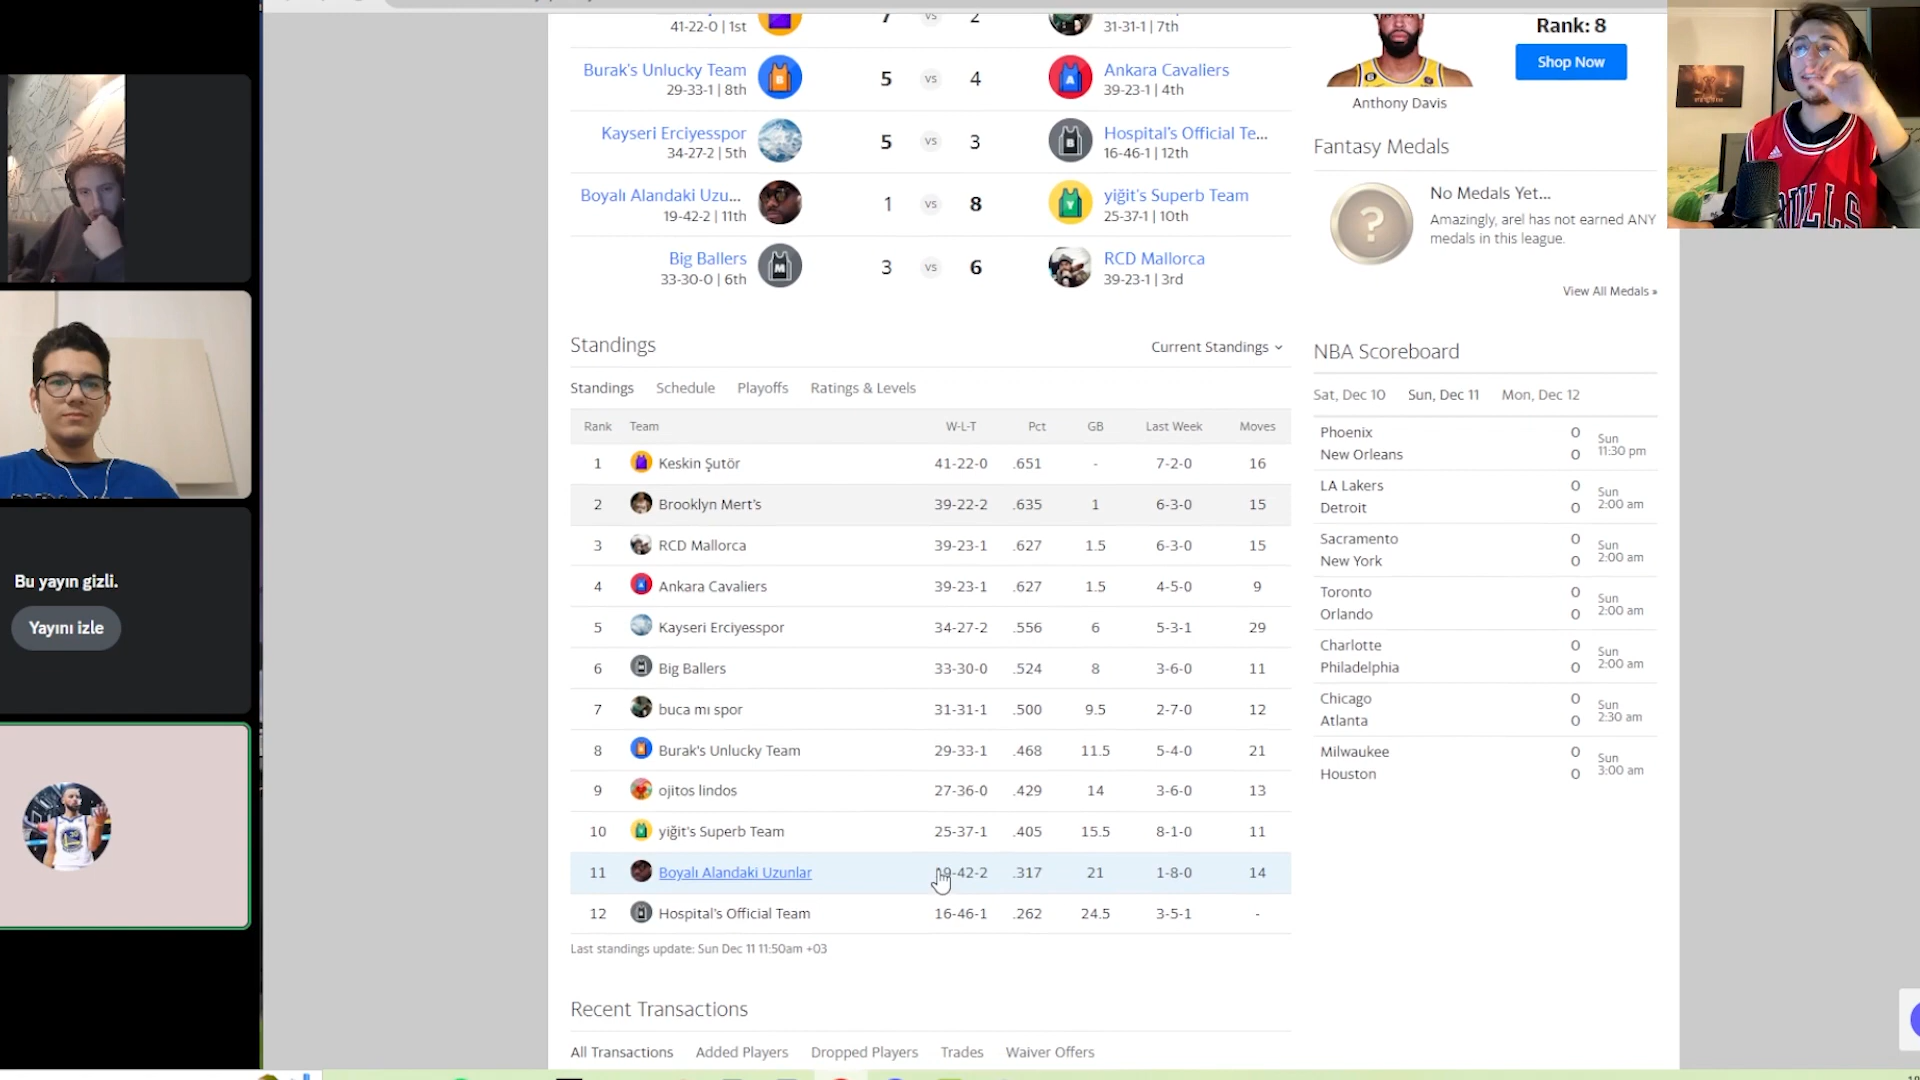 41-22-0 | 1st 7 vs 2 31-31-1 | 7th
Burak's Unlucky Team 5 vs 4 Ankara Cavaliers
29-33-1 | 8th 39-23-1 | 4th
Kayseri Erciyesspor 5 vs 3 Hospital's Official Te...
34-27-2 | 5th 16-46-1 | 12th
Boyalı Alandaki Uzu... 1 vs 8 yiğit's Superb Team
19-42-2 | 11th 25-37-1 | 10th
Big Ballers 3 vs 6 RCD Mallorca
33-30-0 | 6th 39-23-1 | 3rd
Standings Current Standings
Standings Schedule Playoffs Ratings & Levels
Rank Team W-L-T Pct GB Last Week Moves
1 Keskin Şutör 41-22-0 .651 - 7-2-0 16
2 Brooklyn Mert's 39-22-2 .635 1 6-3-0 15
3 RCD Mallorca 39-23-1 .627 1.5 6-3-0 15
4 Ankara Cavaliers 39-23-1 .627 1.5 4-5-0 9
5 Kayseri Erciyesspor 34-27-2 .556 6 5-3-1 29
6 Big Ballers 33-30-0 .524 8 3-6-0 11
7 buca mı spor 31-31-1 .500 9.5 2-7-0 12
8 Burak's Unlucky Team 29-33-1 .468 11.5 5-4-0 21
9 ojitos lindos 27-36-0 .429 14 3-6-0 13
10 yiğit's Superb Team 25-37-1 .405 15.5 8-1-0 11
11 Boyalı Alandaki Uzunlar 19-42-2 .317 21 1-8-0 14
12 Hospital's Official Team 16-46-1 .262 24.5 3-5-1 -
Last standings update: Sun Dec 11 11:50am +03
Recent Transactions
All Transactions Added Players Dropped Players Trades Waiver Offers
Rank: 8
Shop Now
Anthony Davis
Fantasy Medals
No Medals Yet...
Amazingly, arel has not earned ANY
medals in this league.
View All Medals »
NBA Scoreboard
Sat, Dec 10 Sun, Dec 11 Mon, Dec 12
Phoenix 0 Sun
New Orleans 0 11:30 pm
LA Lakers 0 Sun
Detroit 0 2:00 am
Sacramento 0 Sun
New York 0 2:00 am
Toronto 0 Sun
Orlando 0 2:00 am
Charlotte 0 Sun
Philadelphia 0 2:00 am
Chicago 0 Sun
Atlanta 0 2:30 am
Milwaukee 0 Sun
Houston 0 3:00 am
Bu yayın gizli.
Yayını izle